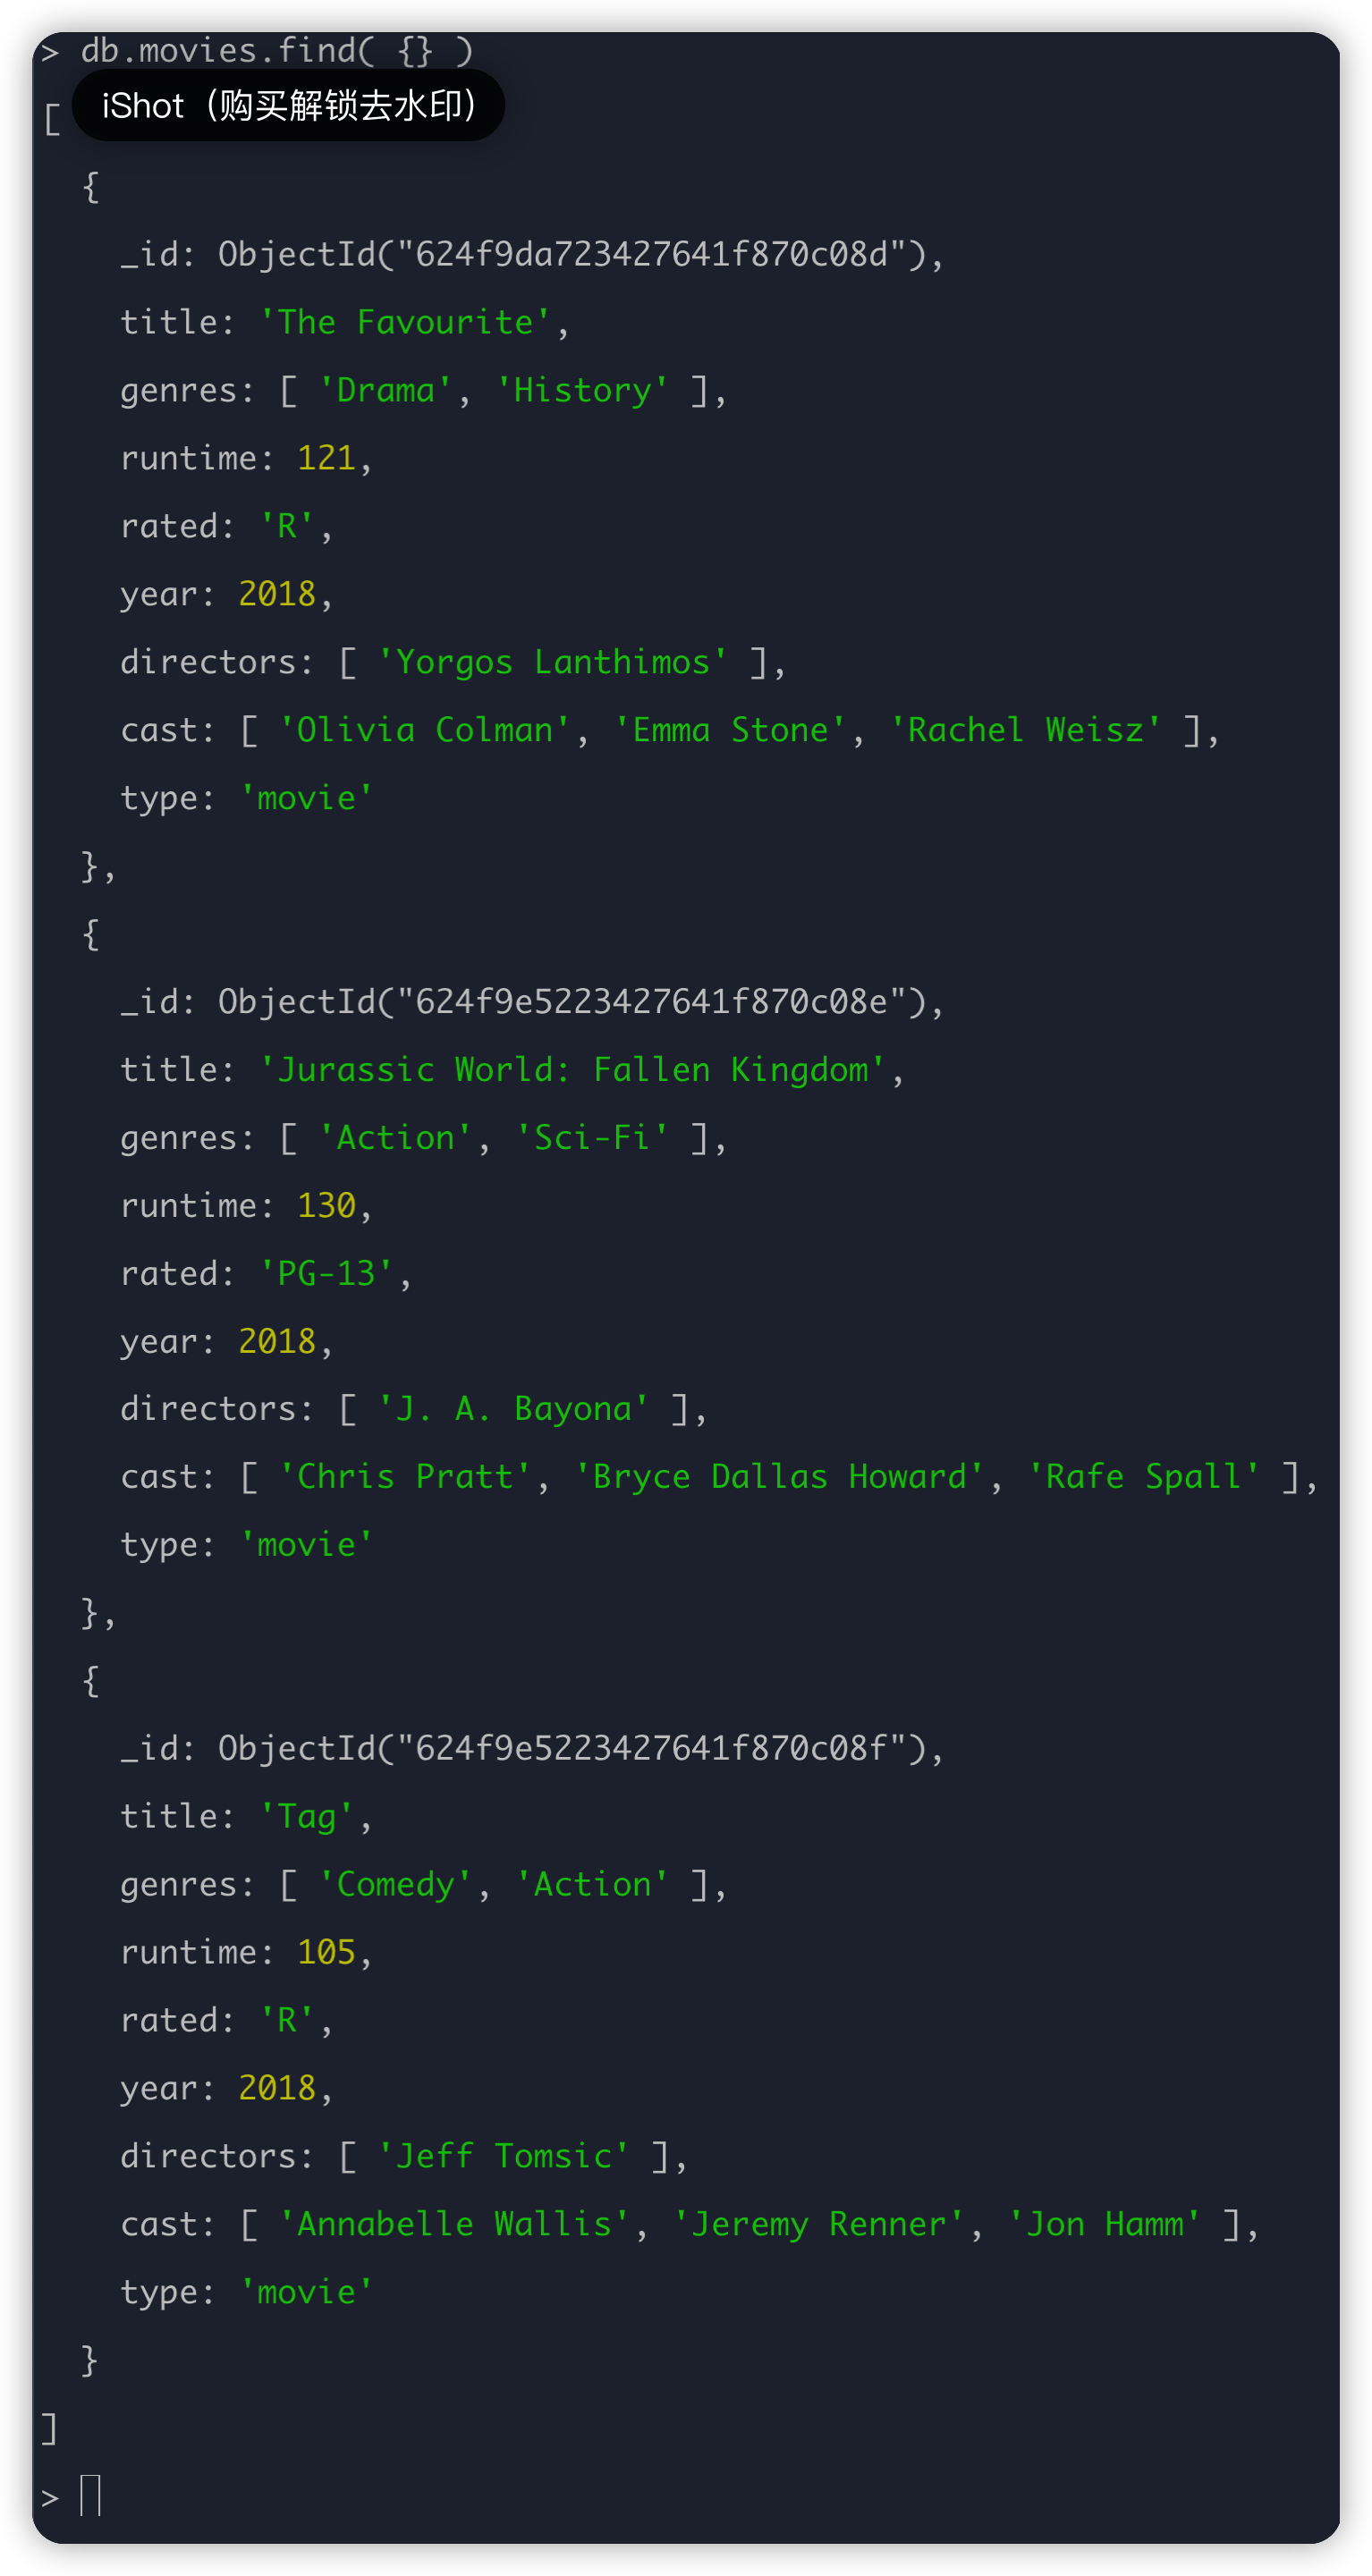 > db.movies.find( {} )
iShot（购买解锁去水印）
[
{
_id: ObjectId("624f9da723427641f870c08d"),
title: 'The Favourite',
genres: [ 'Drama', 'History' ],
runtime: 121,
rated: 'R',
year: 2018,
directors: [ 'Yorgos Lanthimos' ],
cast: [ 'Olivia Colman', 'Emma Stone', 'Rachel Weisz' ],
type: 'movie'
},
{
_id: ObjectId("624f9e5223427641f870c08e"),
title: 'Jurassic World: Fallen Kingdom',
genres: [ 'Action', 'Sci-Fi' ],
runtime: 130,
rated: 'PG-13',
year: 2018,
directors: [ 'J. A. Bayona' ],
cast: [ 'Chris Pratt', 'Bryce Dallas Howard', 'Rafe Spall' ],
type: 'movie'
},
{
_id: ObjectId("624f9e5223427641f870c08f"),
title: 'Tag',
genres: [ 'Comedy', 'Action' ],
runtime: 105,
rated: 'R',
year: 2018,
directors: [ 'Jeff Tomsic' ],
cast: [ 'Annabelle Wallis', 'Jeremy Renner', 'Jon Hamm' ],
type: 'movie'
}
]
>